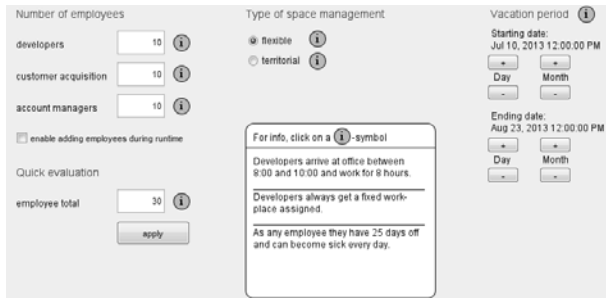 Number of employees
developers 10 i
customer acquisition 10 i
account managers 10 i
enable adding employees during runtime
Quick evaluation
employee total 30 i
apply
Type of space management
flexible i
territorial i
For info, click on a i-symbol
Developers arrive at office between
8:00 and 10:00 and work for 8 hours.
Developers always get a fixed work-
place assigned.
As any employee they have 25 days off
and can become sick every day.
Vacation period i
Starting date:
Jul 10, 2013 12:00:00 PM
+ +
Day Month
- -
Ending date:
Aug 23, 2013 12:00:00 PM
+ +
Day Month
- -